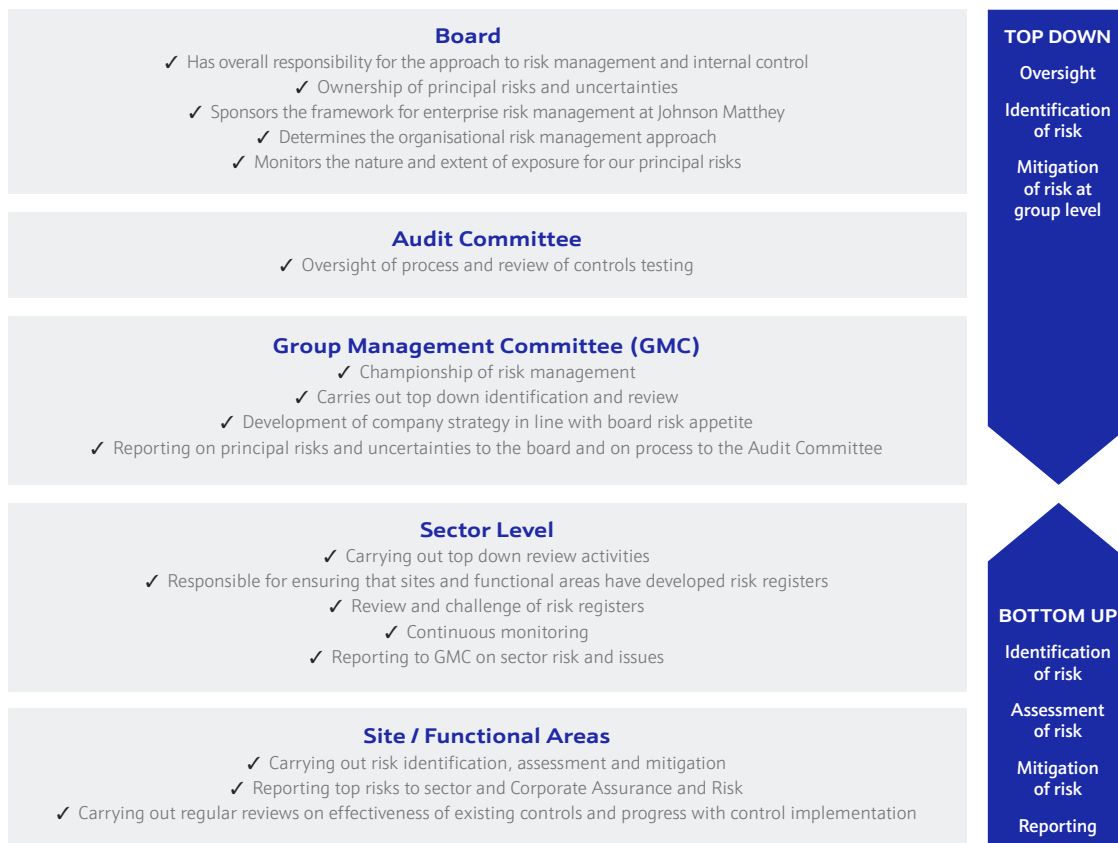 Board
✓ Has overall responsibility for the approach to risk management and internal control
✓ Ownership of principal risks and uncertainties
✓ Sponsors the framework for enterprise risk management at Johnson Matthey
✓ Determines the organisational risk management approach
✓ Monitors the nature and extent of exposure for our principal risks
Audit Committee
✓ Oversight of process and review of controls testing
Group Management Committee (GMC)
✓ Championship of risk management
✓ Carries out top down identification and review
✓ Development of company strategy in line with board risk appetite
✓ Reporting on principal risks and uncertainties to the board and on process to the Audit Committee
Sector Level
✓ Carrying out top down review activities
✓ Responsible for ensuring that sites and functional areas have developed risk registers
✓ Review and challenge of risk registers
✓ Continuous monitoring
✓ Reporting to GMC on sector risk and issues
Site / Functional Areas
✓ Carrying out risk identification, assessment and mitigation
✓ Reporting top risks to sector and Corporate Assurance and Risk
✓ Carrying out regular reviews on effectiveness of existing controls and progress with control implementation
TOP DOWN
Oversight
Identification
of risk
Mitigation
of risk at
group level
BOTTOM UP
Identification
of risk
Assessment
of risk
Mitigation
of risk
Reporting